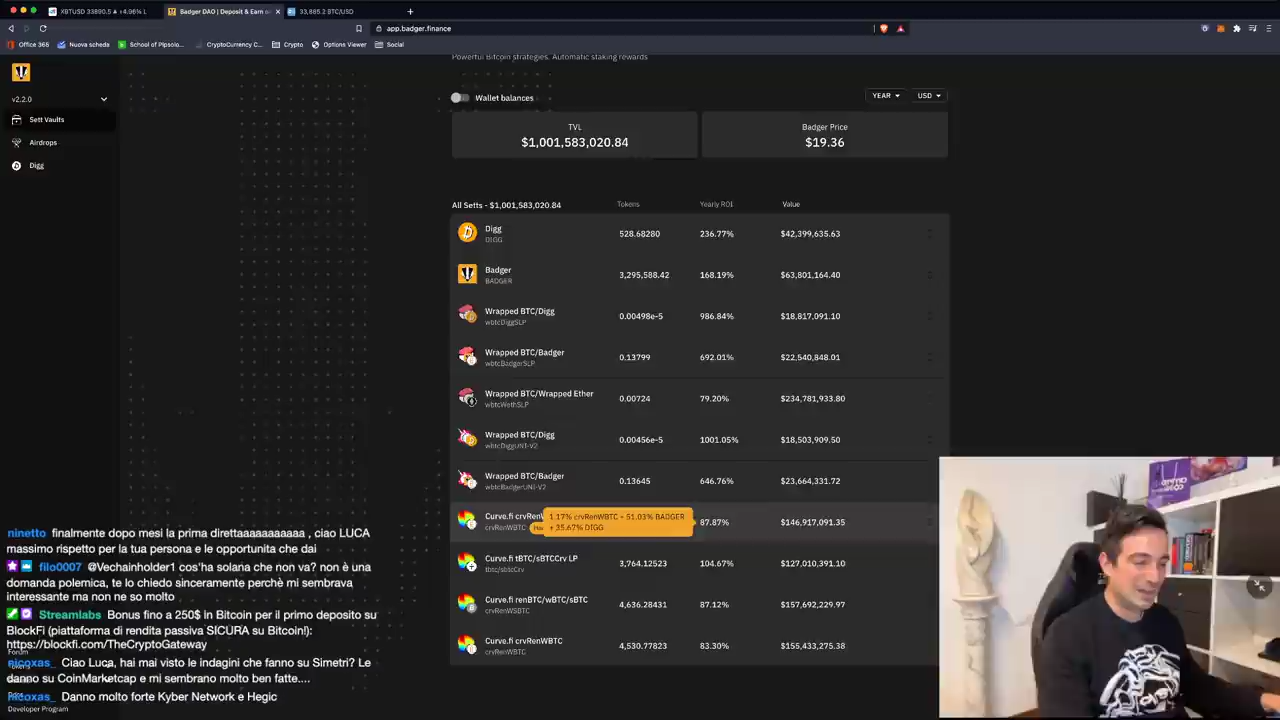 XBTUSD 33890.5 ▲ +4.96% L
Badger DAO | Deposit & Earn o
33,885.2 BTC/USD
app.badger.finance
Office 365
Nuova scheda
School of Pipsolo...
CryptoCurrency C...
Crypto
Options Viewer
Social
Powerful Bitcoin strategies. Automatic staking rewards
v2.2.0
Sett Vaults
Airdrops
Digg
Wallet balances
YEAR
USD
TVL
$1,001,583,020.84
Badger Price
$19.36
All Setts - $1,001,583,020.84 Tokens Yearly ROI Value
Digg
DIGG
528.68280 236.77% $42,399,635.63
Badger
BADGER
3,295,588.42 168.19% $63,801,164.40
Wrapped BTC/Digg
wbtcDiggSLP
0.00498e-5 986.84% $18,817,091.10
Wrapped BTC/Badger
wbtcBadgerSLP
0.13799 692.01% $22,540,848.01
Wrapped BTC/Wrapped Ether
wbtcWethSLP
0.00724 79.20% $234,781,933.80
Wrapped BTC/Digg
wbtcDiggUNI-V2
0.00456e-5 1001.05% $18,503,909.50
Wrapped BTC/Badger
wbtcBadgerUNI-V2
0.13645 646.76% $23,664,331.72
Curve.fi crvRenW
crvRenWBTC
1.17% crvRenWBTC + 51.03% BADGER
+ 35.67% DIGG
87.87% $146,917,091.35
Curve.fi tBTC/sBTCCrv LP
tbtc/sbtcCrv
3,764.12523 104.67% $127,010,391.10
Curve.fi renBTC/wBTC/sBTC
crvRenWSBTC
4,636.28431 87.12% $157,692,229.97
Curve.fi crvRenWBTC
crvRenWBTC
4,530.77823 83.30% $155,433,275.38
ninetto finalmente dopo mesi la prima direttaaaaaaaaaa , ciao LUCA
massimo rispetto per la tua persona e le opportunita che dai
filo0007 @Vechainholder1 cos'ha solana che non va? non è una
domanda polemica, te lo chiedo sinceramente perchè mi sembrava
interessante ma non ne so molto
Streamlabs Bonus fino a 250$ in Bitcoin per il primo deposito su
BlockFi (piattaforma di rendita passiva SICURA su Bitcoin!):
https://blockfi.com/TheCryptoGateway
nicoxas_ Ciao Luca, hai mai visto le indagini che fanno su Simetri? Le
danno su CoinMarketcap e mi sembrano molto ben fatte....
nicoxas_ Danno molto forte Kyber Network e Hegic
Developer Program